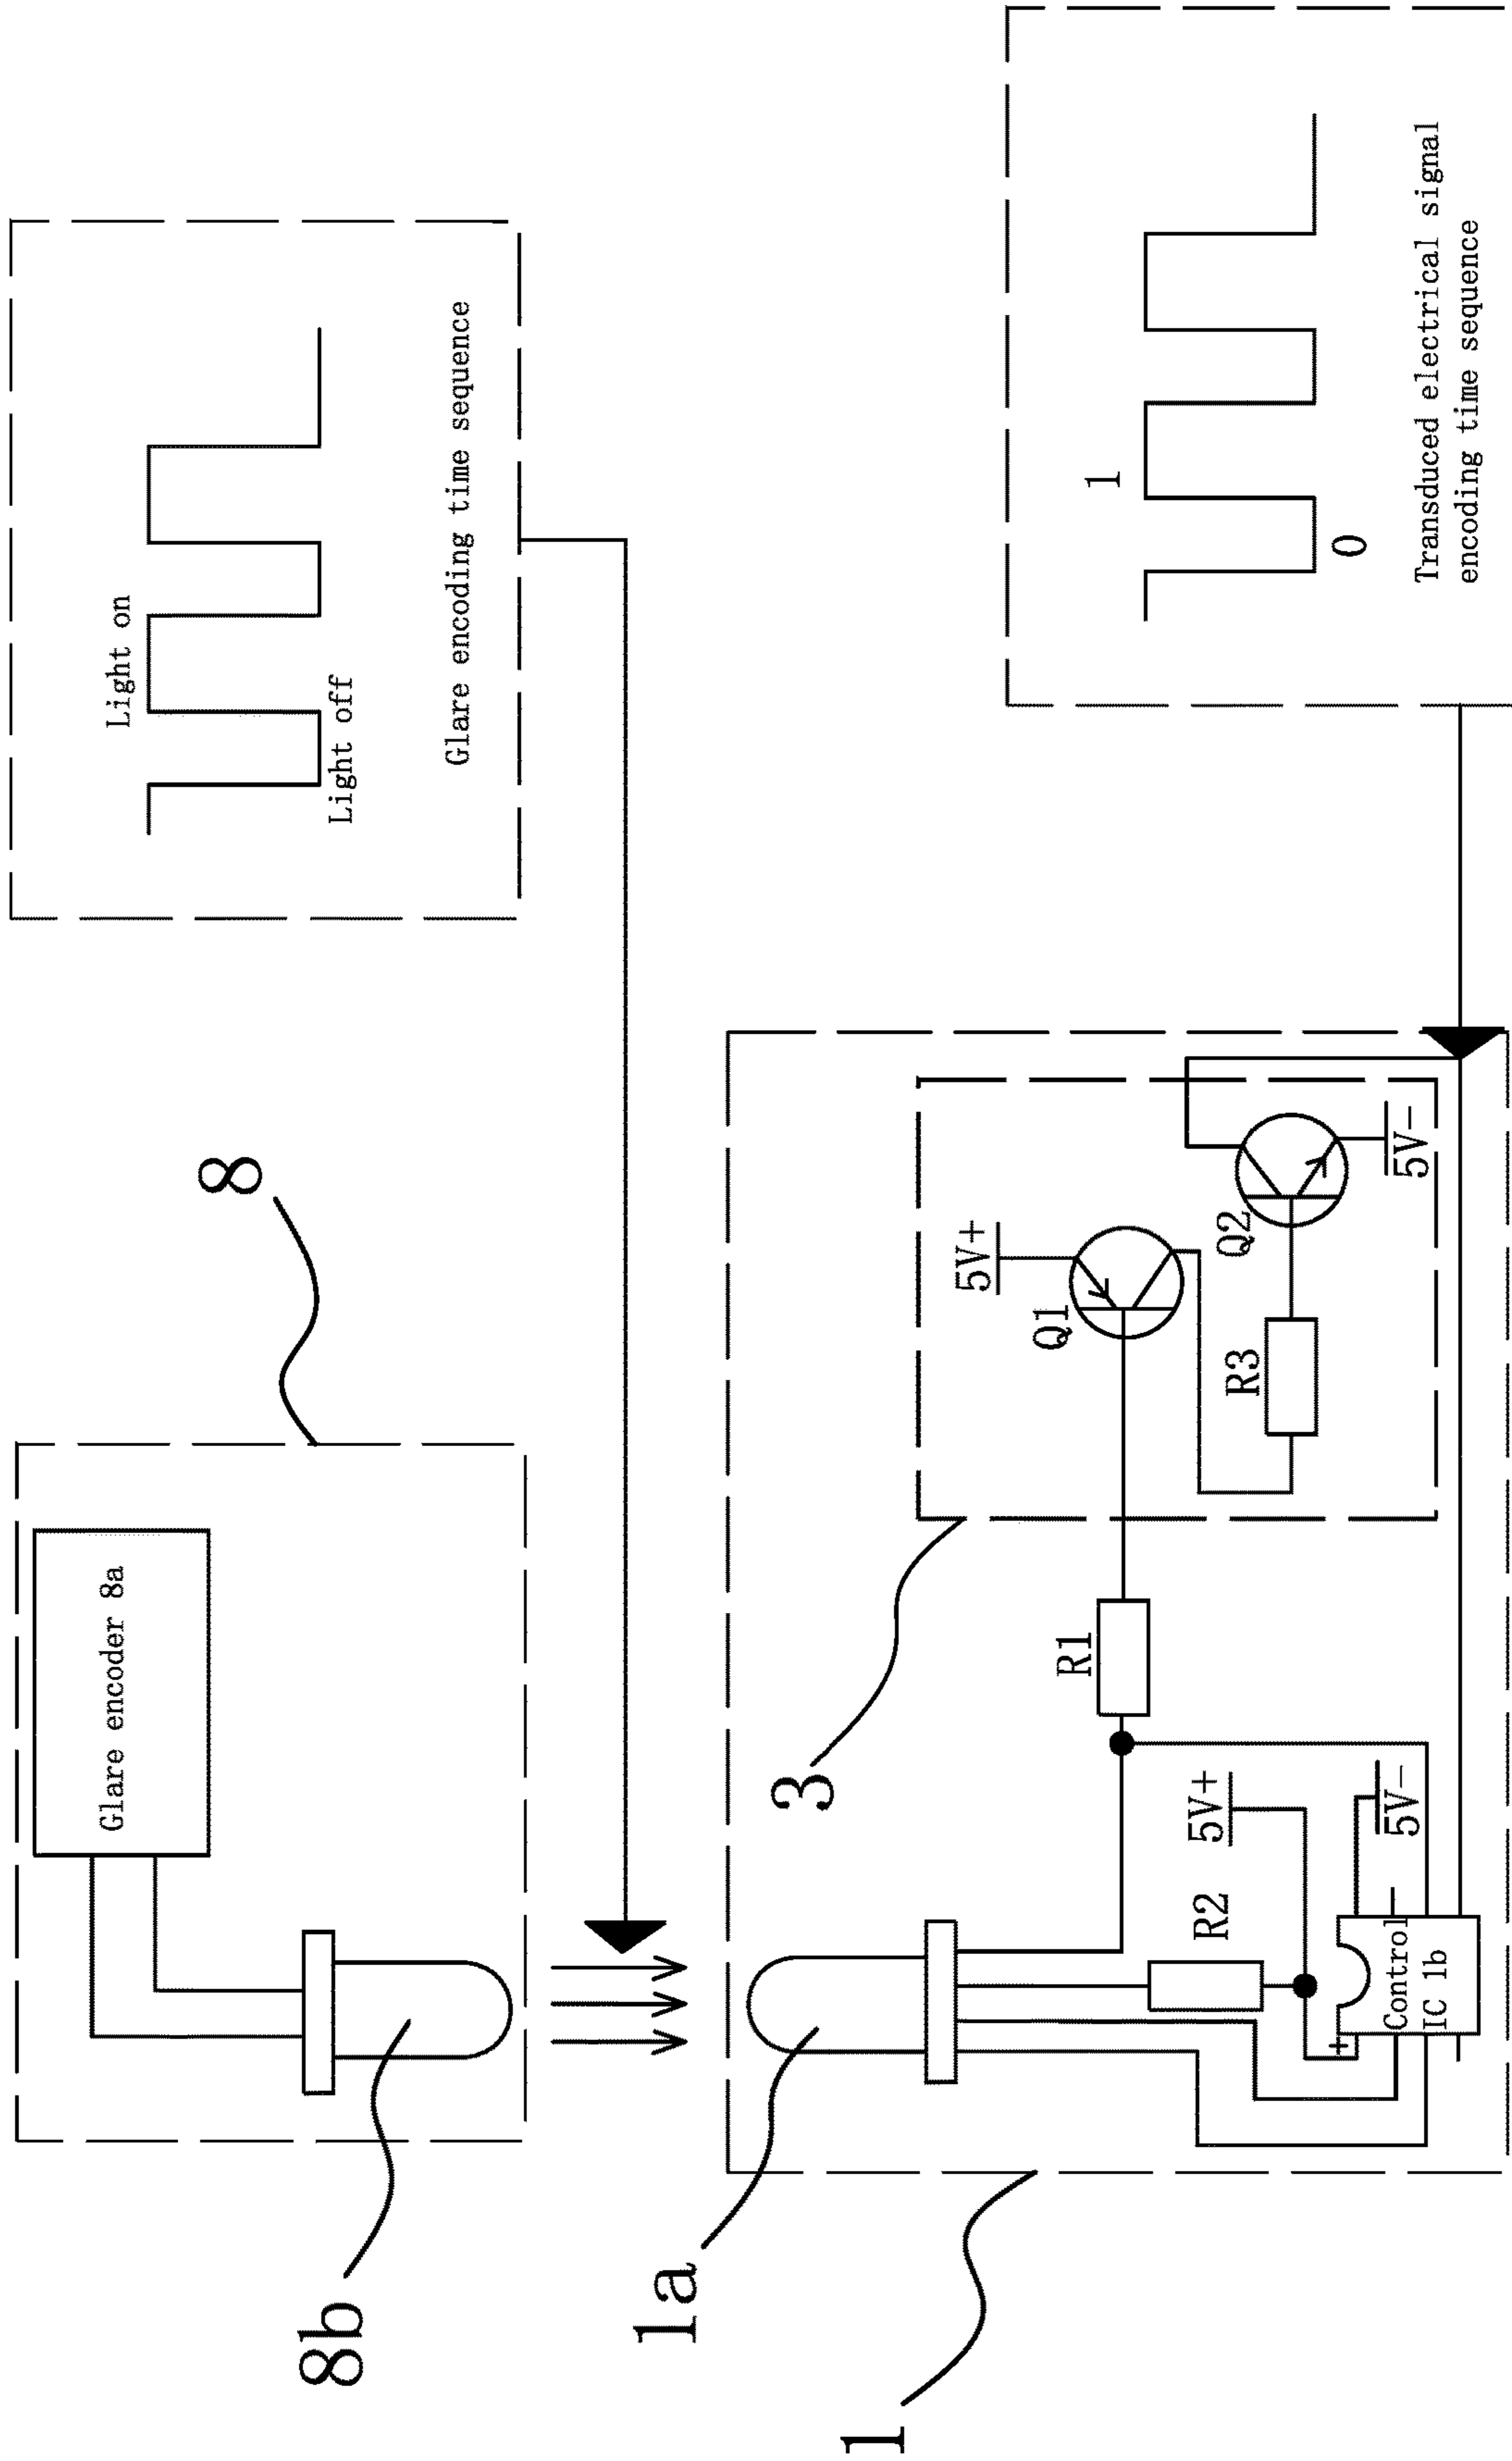 8
Glare encoder 8a
8b
Light on
Light off
Glare encoding time sequence
1a
1
3
R1
R2
5V+
5V-
+
Control
IC 1b
5V+
Q1
R3
Q2
5V-
1
0
Transduced electrical signal
encoding time sequence